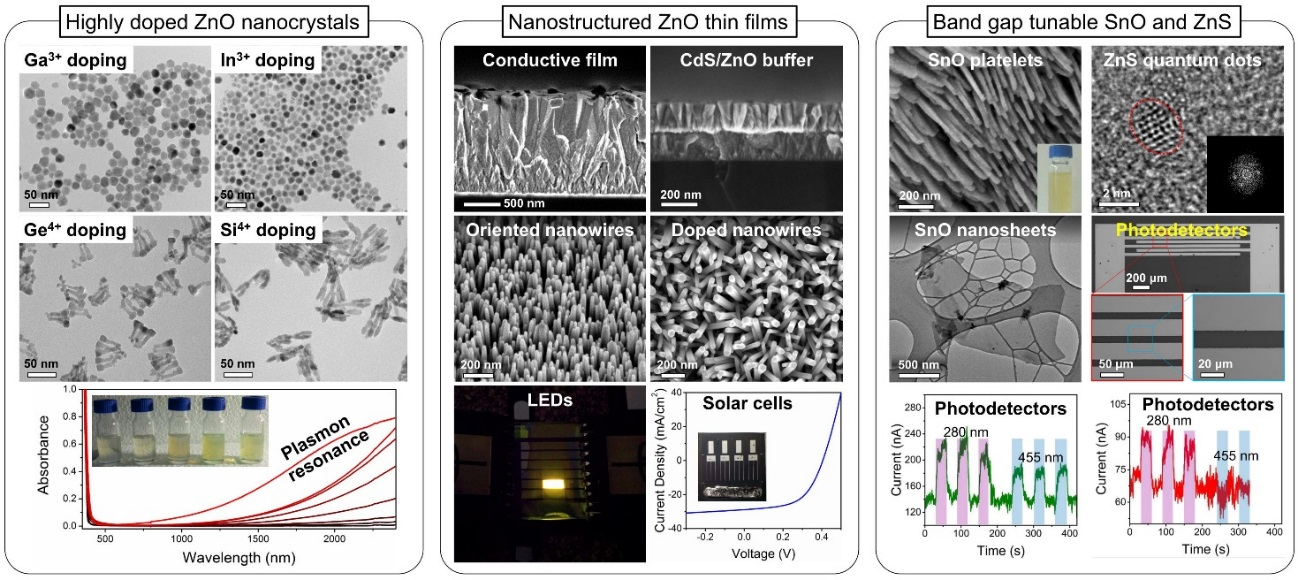 Highly doped ZnO nanocrystals
Ga³⁺ doping
In³⁺ doping
50 nm
50 nm
Ge⁴⁺ doping
Si⁴⁺ doping
50 nm
50 nm
1.0
0.8
0.6
0.4
0.2
0.0
Absorbance
Plasmon
resonance
500 1000 1500 2000
Wavelength (nm)
Nanostructured ZnO thin films
Conductive film
CdS/ZnO buffer
500 nm
200 nm
Oriented nanowires
Doped nanowires
200 nm
200 nm
LEDs
Solar cells
40
20
0
-20
-40
Current Density (mA/cm²)
-0.2 0.0 0.2 0.4
Voltage (V)
Band gap tunable SnO and ZnS
SnO platelets
ZnS quantum dots
200 nm
2 nm
SnO nanosheets
Photodetectors
200 µm
500 nm
50 µm
20 µm
Photodetectors
280 nm
455 nm
280
240
200
160
120
Current (nA)
0 100 200 300 400
Time (s)
Photodetectors
280 nm
455 nm
105
90
75
60
Current (nA)
0 100 200 300 400
Time (s)